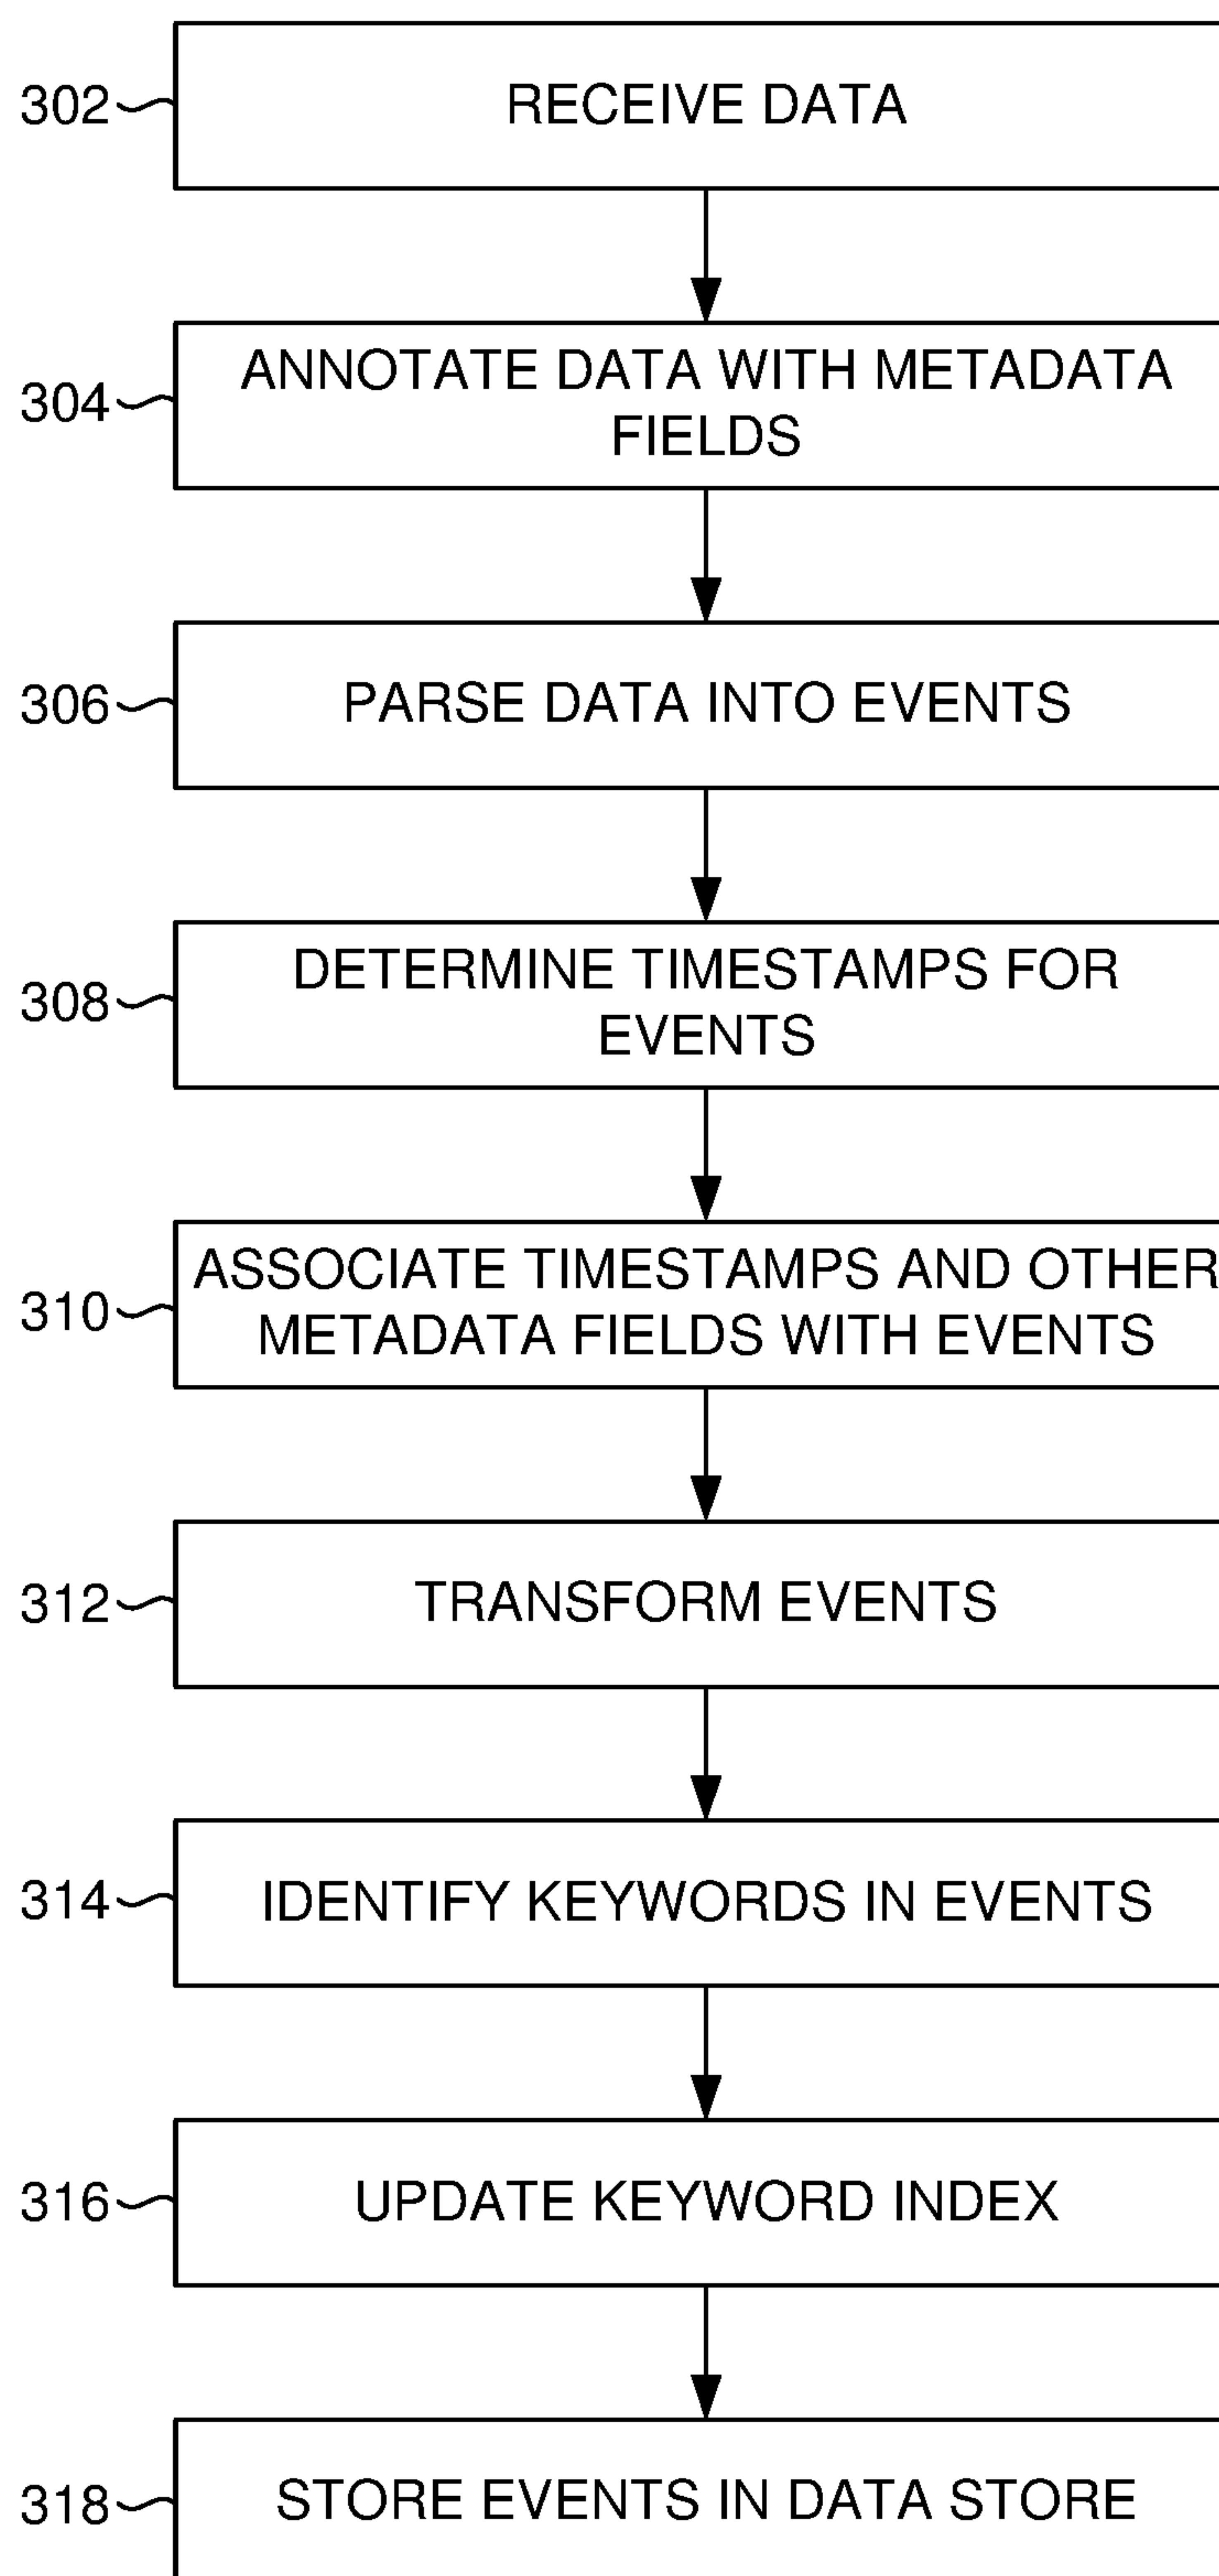 302
RECEIVE DATA
304
ANNOTATE DATA WITH METADATA
FIELDS
306
PARSE DATA INTO EVENTS
308
DETERMINE TIMESTAMPS FOR
EVENTS
310
ASSOCIATE TIMESTAMPS AND OTHER
METADATA FIELDS WITH EVENTS
312
TRANSFORM EVENTS
314
IDENTIFY KEYWORDS IN EVENTS
316
UPDATE KEYWORD INDEX
318
STORE EVENTS IN DATA STORE